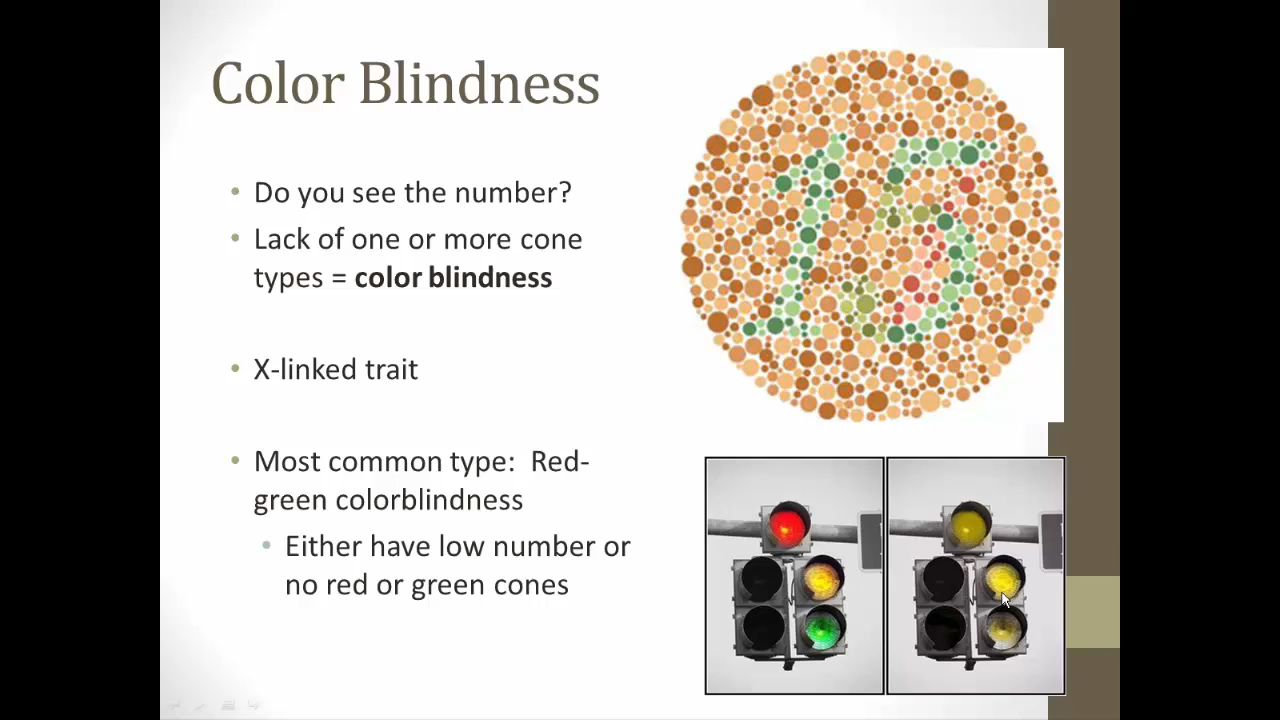 Color Blindness
• Do you see the number?
• Lack of one or more cone
types = color blindness
• X-linked trait
• Most common type:  Red-
green colorblindness
• Either have low number or
no red or green cones
15